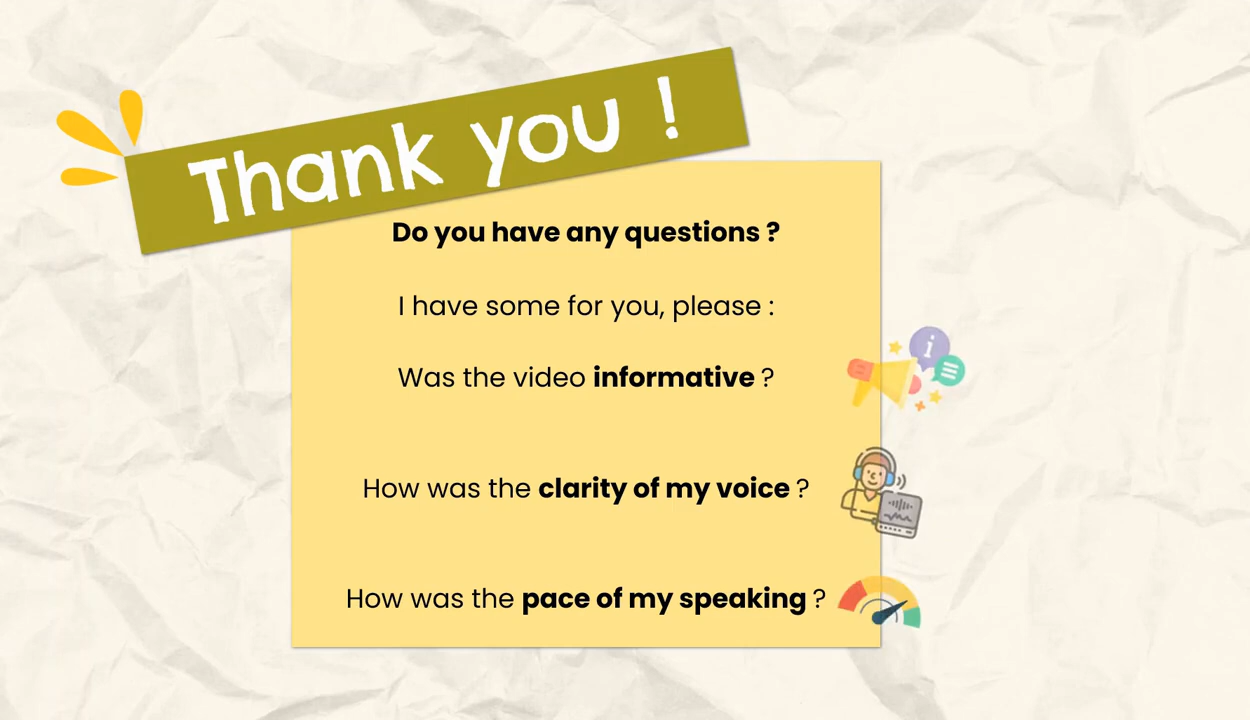 Thank you !
Do you have any questions ?
I have some for you, please :
Was the video informative ?
How was the clarity of my voice ?
How was the pace of my speaking ?